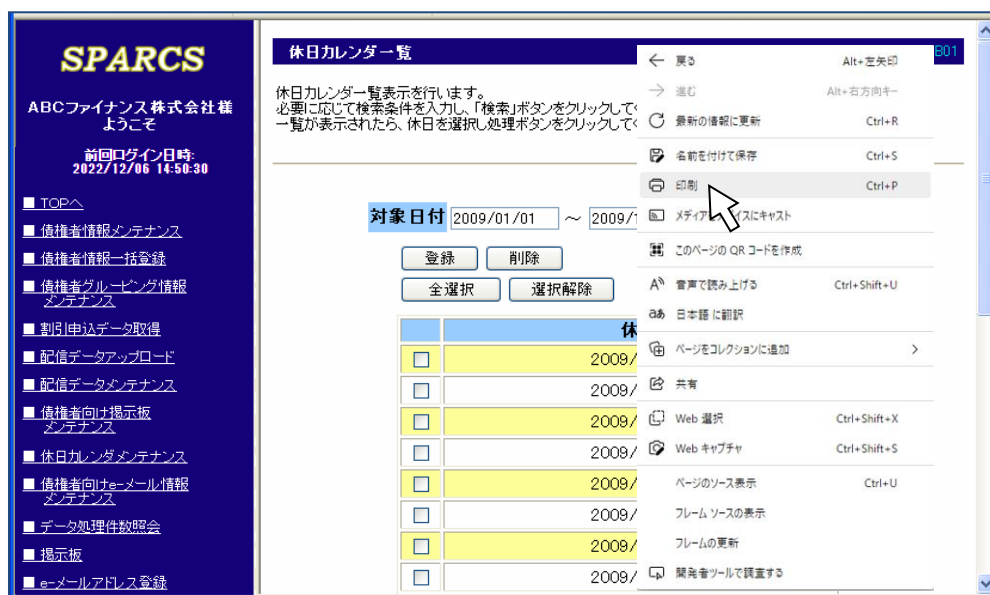 SPARCS
ABCファイナンス株式会社様
ようこそ
前回ログイン日時:
2022/12/06 14:50:30
■ TOPへ
■ 債権者情報メンテナンス
■ 債権者情報一括登録
■ 債権者グルーピング情報
メンテナンス
■ 割引申込データ取得
■ 配信データアップロード
■ 配信データメンテナンス
■ 債権者向け掲示板
メンテナンス
■ 休日カレンダメンテナンス
■ 債権者向けe-メール情報
メンテナンス
■ データ処理件数照会
■ 掲示板
■ e-メールアドレス登録
休日カレンダ一覧
B01
休日カレンダ一覧表示を行います。
必要に応じて検索条件を入力し、「検索」ボタンをクリックして
一覧が表示されたら、休日を選択し処理ボタンをクリックして
対象日付 2009/01/01 ～ 2009/1
登録 削除
全選択 選択解除
休
2009/
2009/
2009/
2009/
2009/
2009/
2009/
2009/
戻る Alt+左矢印
進む Alt+右方向キー
最新の情報に更新 Ctrl+R
名前を付けて保存 Ctrl+S
印刷 Ctrl+P
メディアをデバイスにキャスト
このページの QR コードを作成
音声で読み上げる Ctrl+Shift+U
日本語 に翻訳
ページをコレクションに追加
共有
Web 選択 Ctrl+Shift+X
Web キャプチャ Ctrl+Shift+S
ページのソース表示 Ctrl+U
フレーム ソースの表示
フレームの更新
開発者ツールで調査する